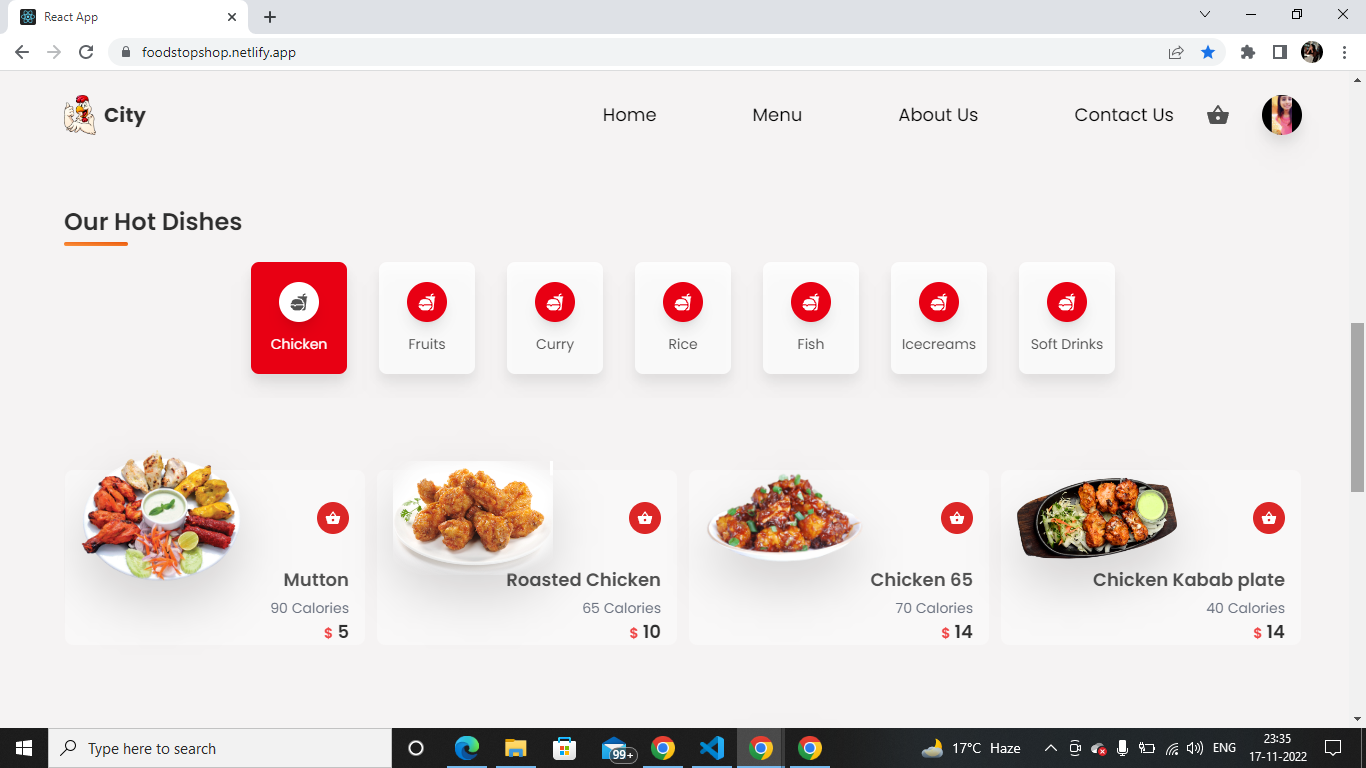 React App
foodstopshop.netlify.app
City
Home
Menu
About Us
Contact Us
Our Hot Dishes
Chicken
Fruits
Curry
Rice
Fish
Icecreams
Soft Drinks
Mutton
90 Calories
$ 5
Roasted Chicken
65 Calories
$ 10
Chicken 65
70 Calories
$ 14
Chicken Kabab plate
40 Calories
$ 14
Type here to search
99+
17°C Haze
ENG
23:35
17-11-2022